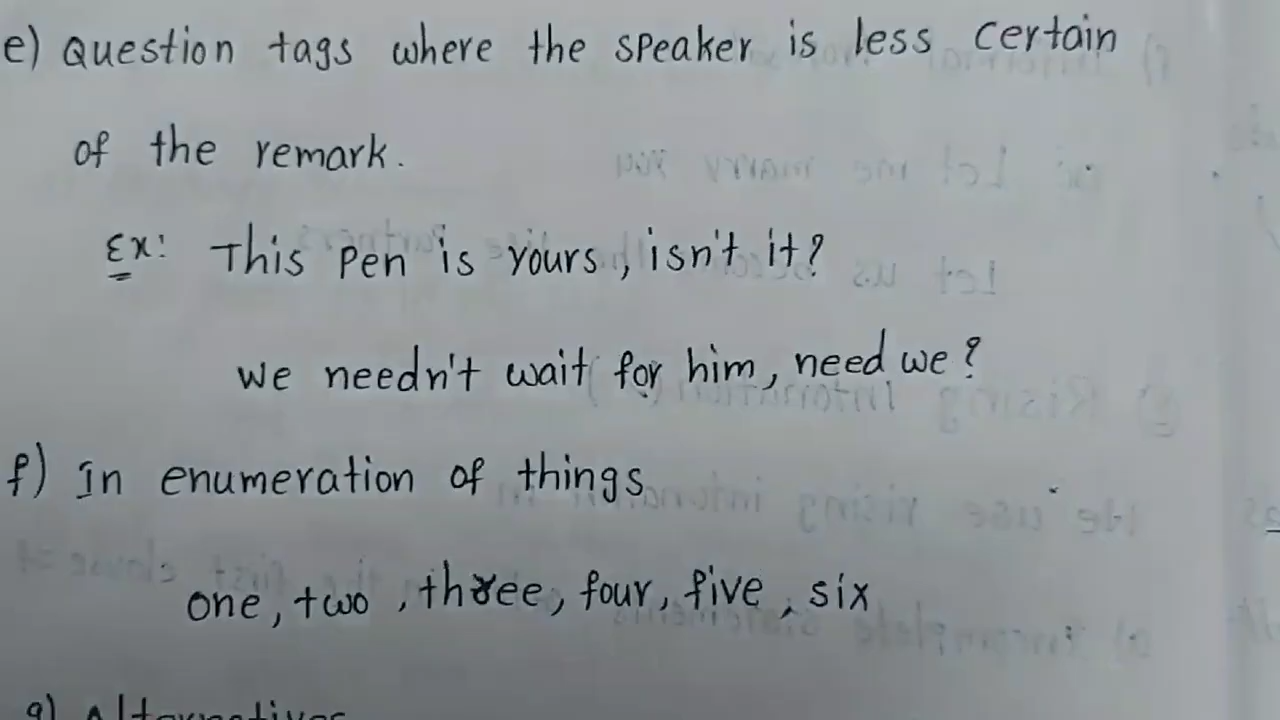 e) Question tags where the speaker is less certain
of the remark.
Ex: This pen is yours, isn't it?
we needn't wait for him, need we?
f) In enumeration of things
one, two, three, four, five, six
g) Alternatives